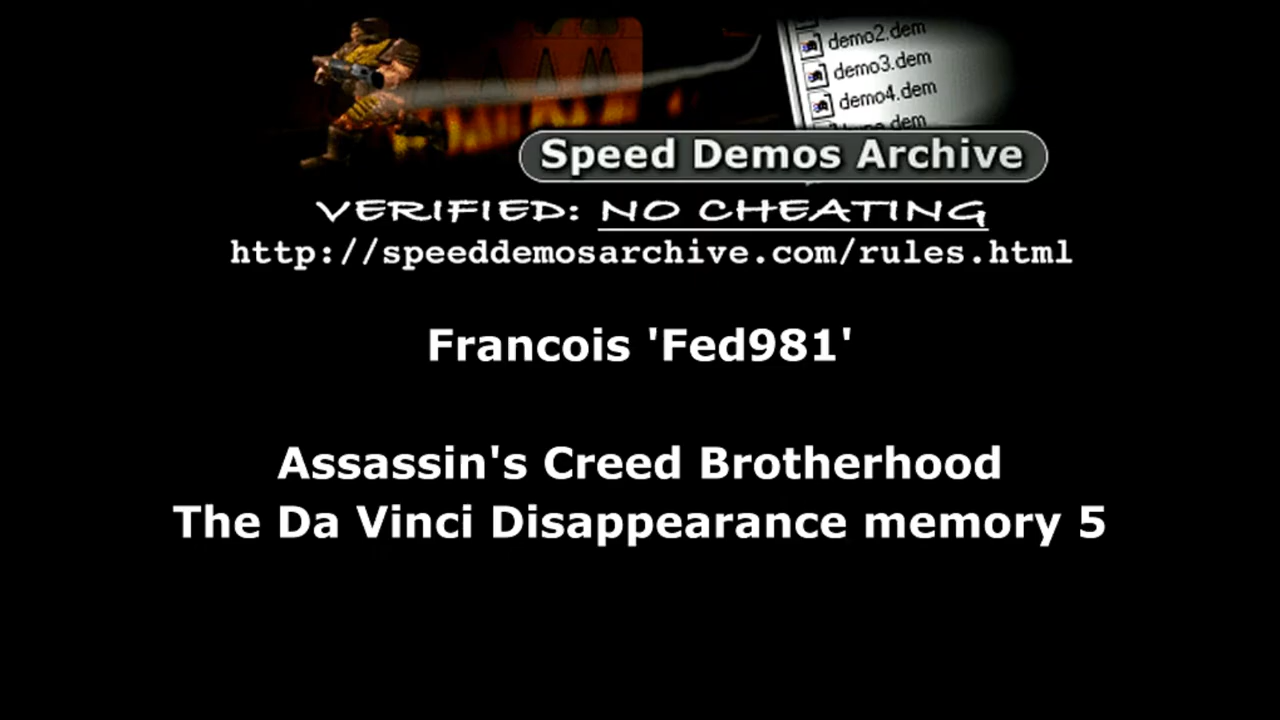 demo2.dem
demo3.dem
demo4.dem
Speed Demos Archive
VERIFIED: NO CHEATING
http://speeddemosarchive.com/rules.html
Francois 'Fed981'
Assassin's Creed Brotherhood
The Da Vinci Disappearance memory 5